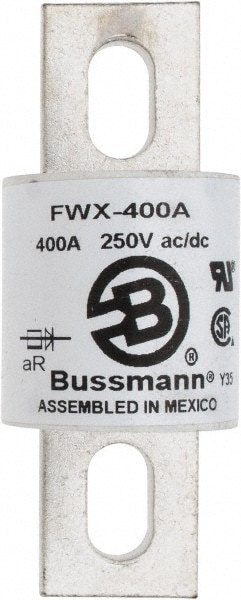 FWX-400A
400A 250V ac/dc
B
®
aR
Bussmann® Y35
ASSEMBLED IN MEXICO